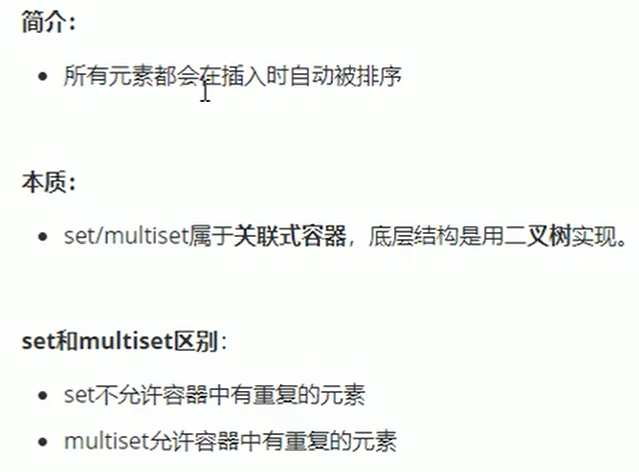 简介：
所有元素都会在插入时自动被排序
本质：
set/multiset属于关联式容器，底层结构是用二叉树实现。
set和multiset区别：
set不允许容器中有重复的元素
multiset允许容器中有重复的元素